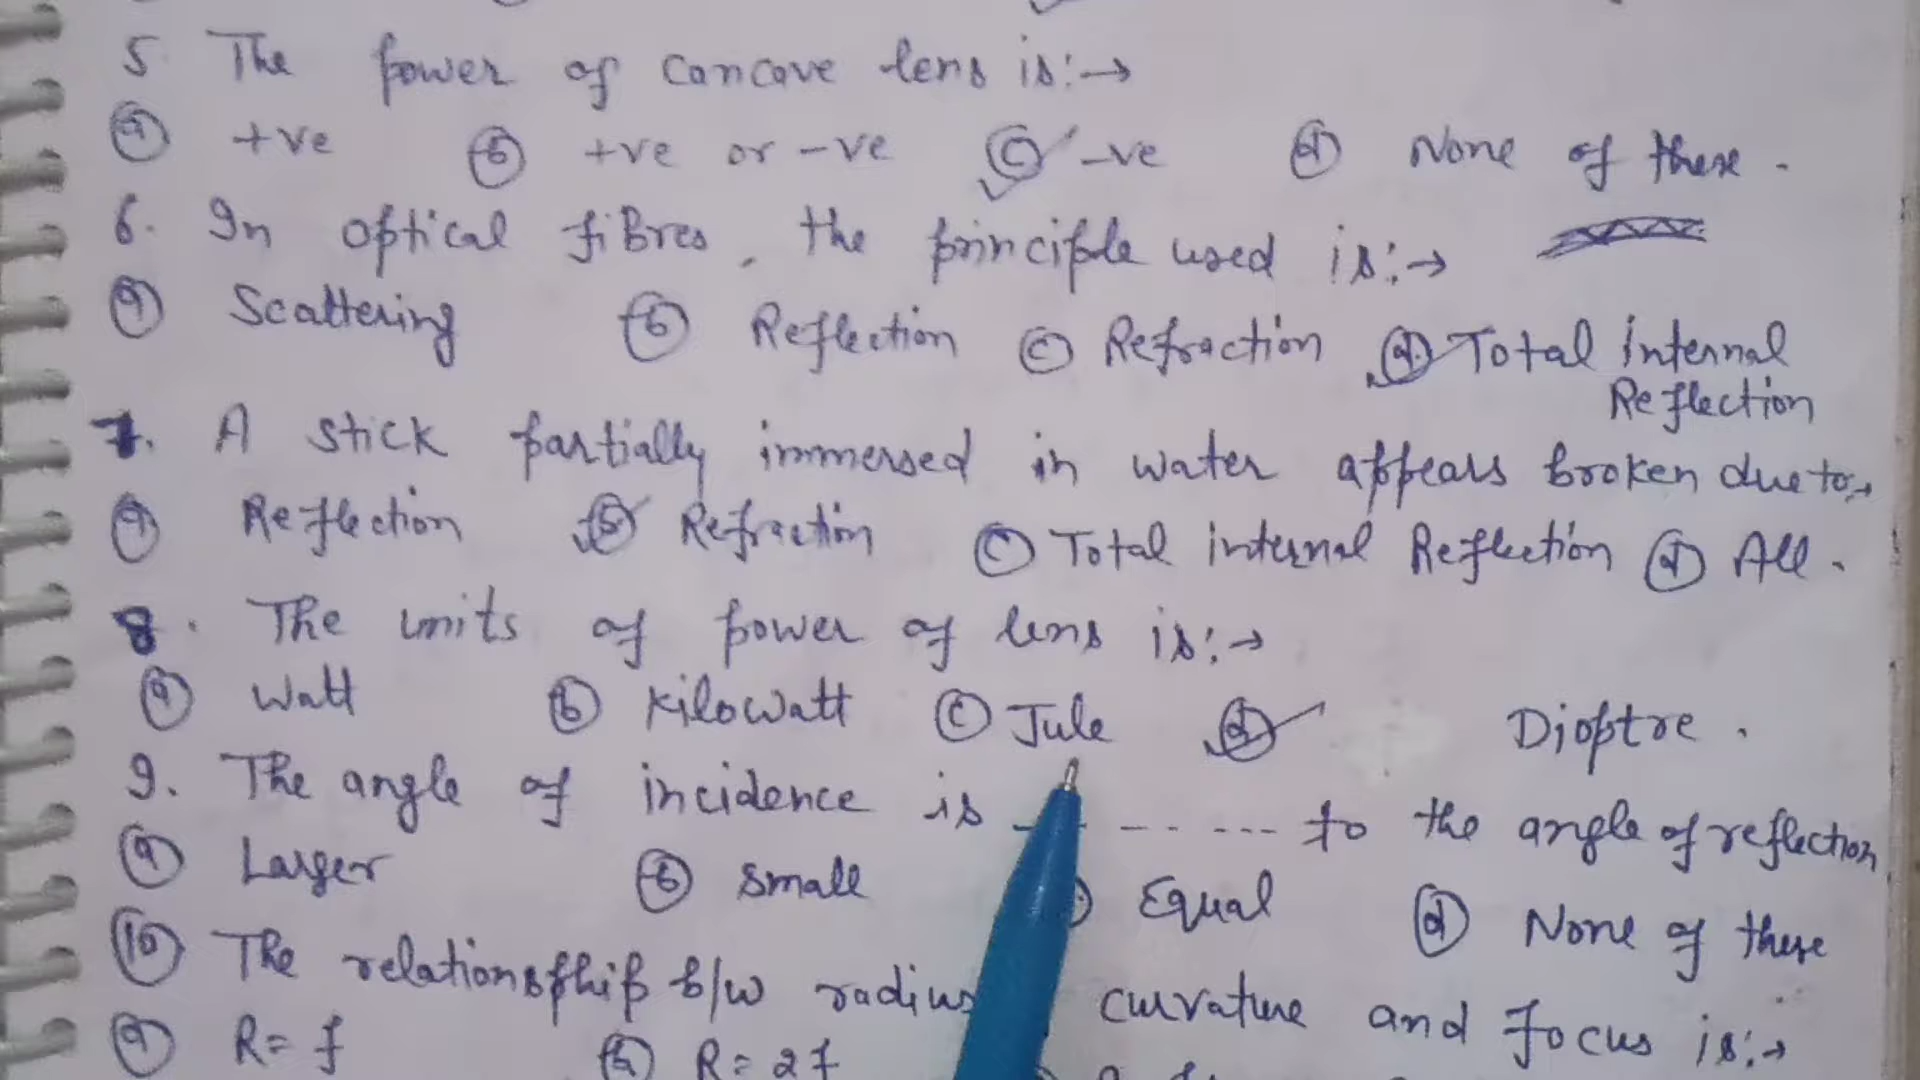 5. The power of concave lens is:→
(a) +ve (b) +ve or -ve (c) -ve (d) None of these.
6. In optical fibres, the principle used is:→
(a) Scattering (b) Reflection (c) Refraction (d) Total internal
Reflection
7. A stick partially immersed in water appears broken due to:→
(a) Reflection (b) Refraction (c) Total internal Reflection (d) All.
8. The units of power of lens is:→
(a) Watt (b) Kilowatt (c) Jule (d) Dioptre.
9. The angle of incidence is ------- to the angle of reflection
(a) Larger (b) Small Equal (d) None of these
(10) The relationsphip b/w radius curvature and focus is:→
(a) R= f (b) R= 2f